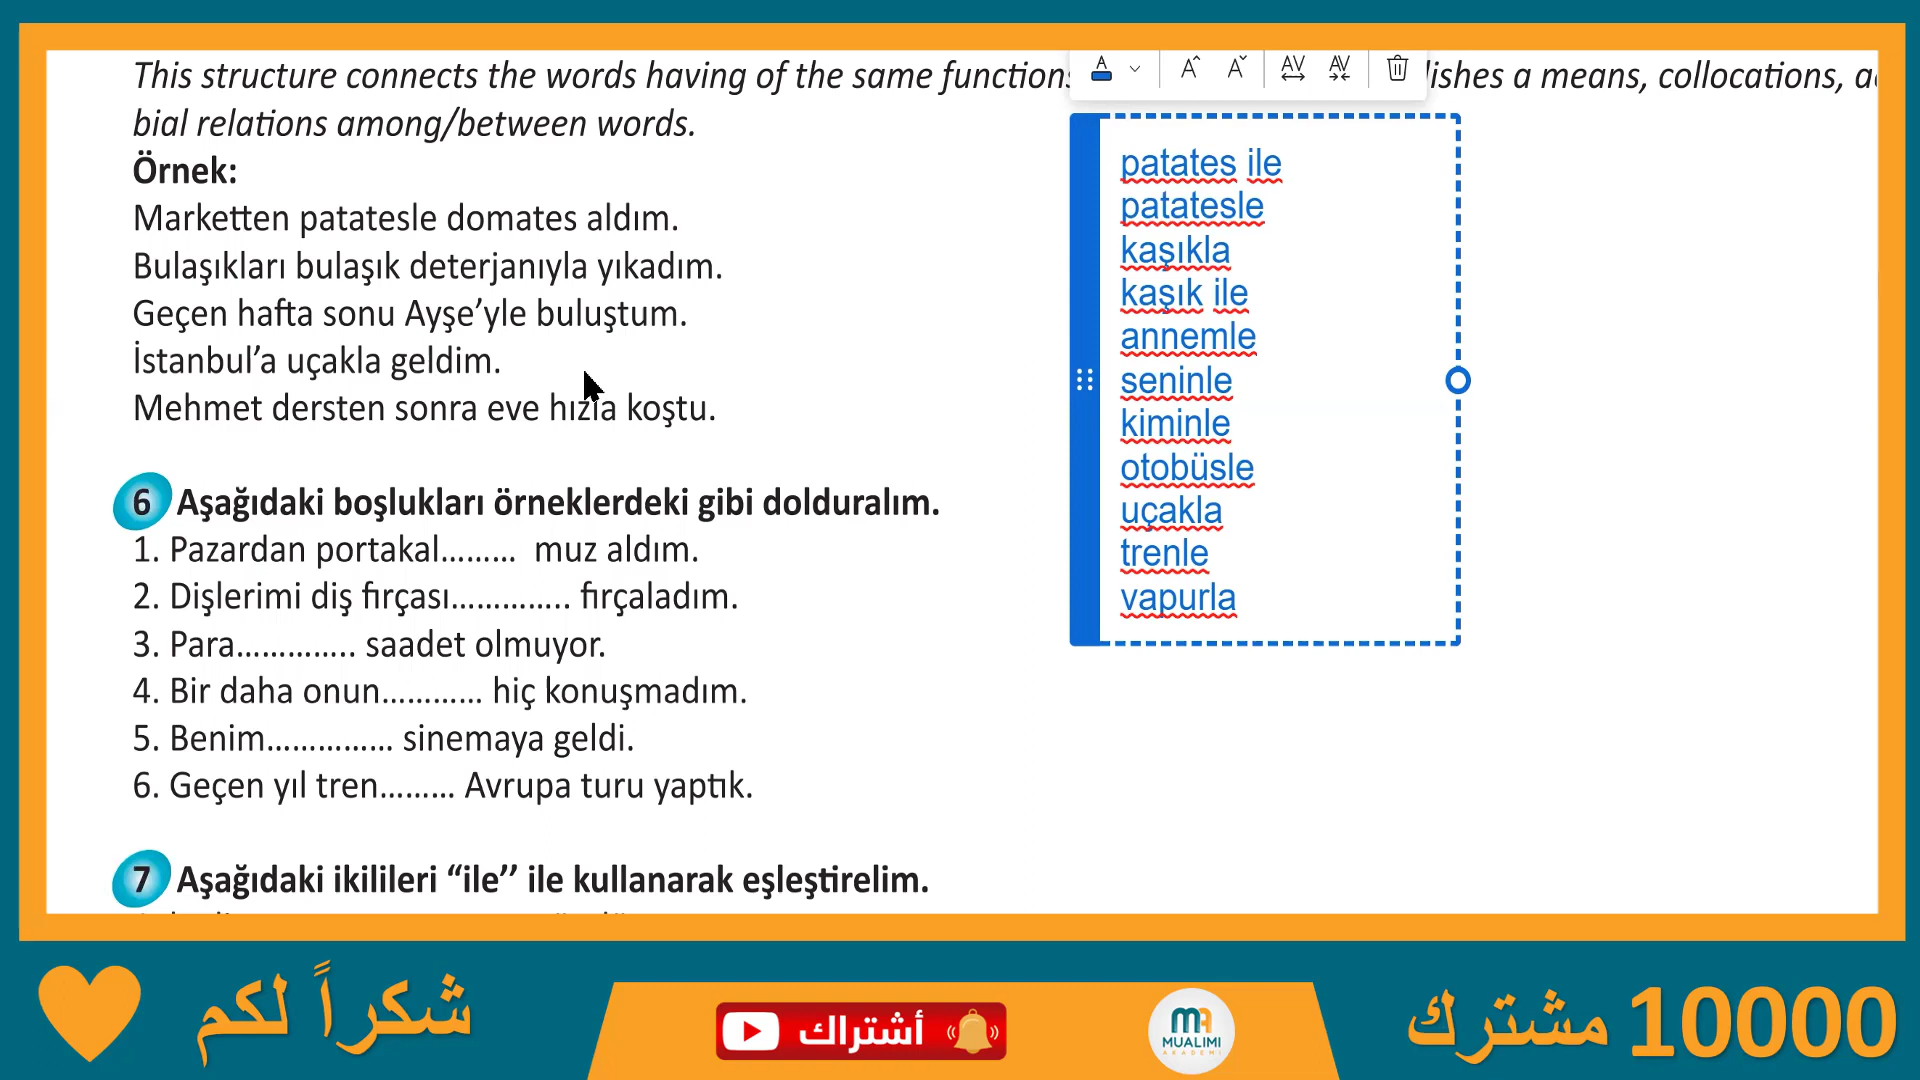 This structure connects the words having of the same functions
lishes a means, collocations, a
bial relations among/between words.
Örnek:
Marketten patatesle domates aldım.
Bulaşıkları bulaşık deterjanıyla yıkadım.
Geçen hafta sonu Ayşe’yle buluştum.
İstanbul’a uçakla geldim.
Mehmet dersten sonra eve hızla koştu.
6 Aşağıdaki boşlukları örneklerdeki gibi dolduralım.
1. Pazardan portakal......... muz aldım.
2. Dişlerimi diş fırçası.............. fırçaladım.
3. Para.............. saadet olmuyor.
4. Bir daha onun............ hiç konuşmadım.
5. Benim............... sinemaya geldi.
6. Geçen yıl tren......... Avrupa turu yaptık.
7 Aşağıdaki ikilileri “ile’’ ile kullanarak eşleştirelim.
A A A AV AV
patates ile
patatesle
kaşıkla
kaşık ile
annemle
seninle
kiminle
otobüsle
uçakla
trenle
vapurla
شكراً لكم
أشتراك
MUALIMI
AKADEMI
10000 مشترك